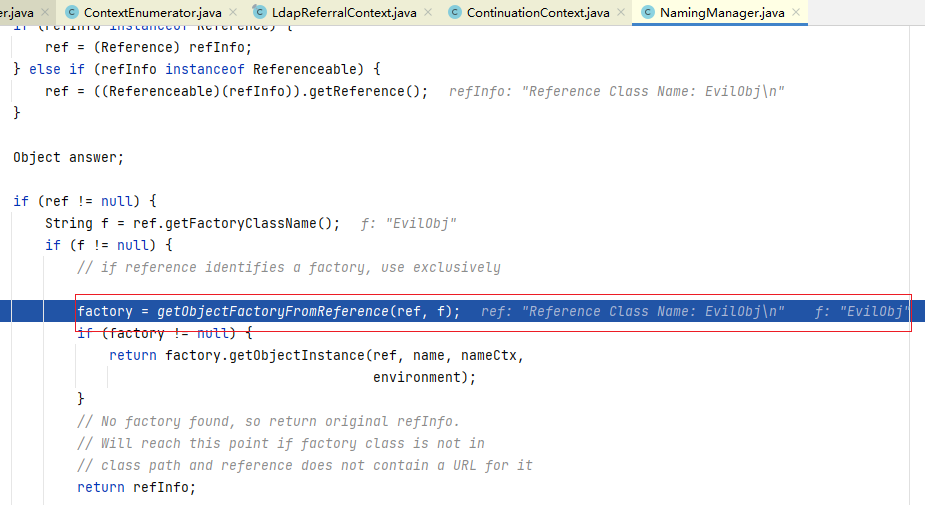 er.java ContextEnumerator.java LdapReferralContext.java ContinuationContext.java NamingManager.java
if (refInfo instanceof Reference) {
ref = (Reference) refInfo;
} else if (refInfo instanceof Referenceable) {
ref = ((Referenceable)(refInfo)).getReference(); refInfo: "Reference Class Name: EvilObj\n"
}
Object answer;
if (ref != null) {
String f = ref.getFactoryClassName(); f: "EvilObj"
if (f != null) {
// if reference identifies a factory, use exclusively
factory = getObjectFactoryFromReference(ref, f); ref: "Reference Class Name: EvilObj\n" f: "EvilObj"
if (factory != null) {
return factory.getObjectInstance(ref, name, nameCtx,
environment);
}
// No factory found, so return original refInfo.
// Will reach this point if factory class is not in
// class path and reference does not contain a URL for it
return refInfo;